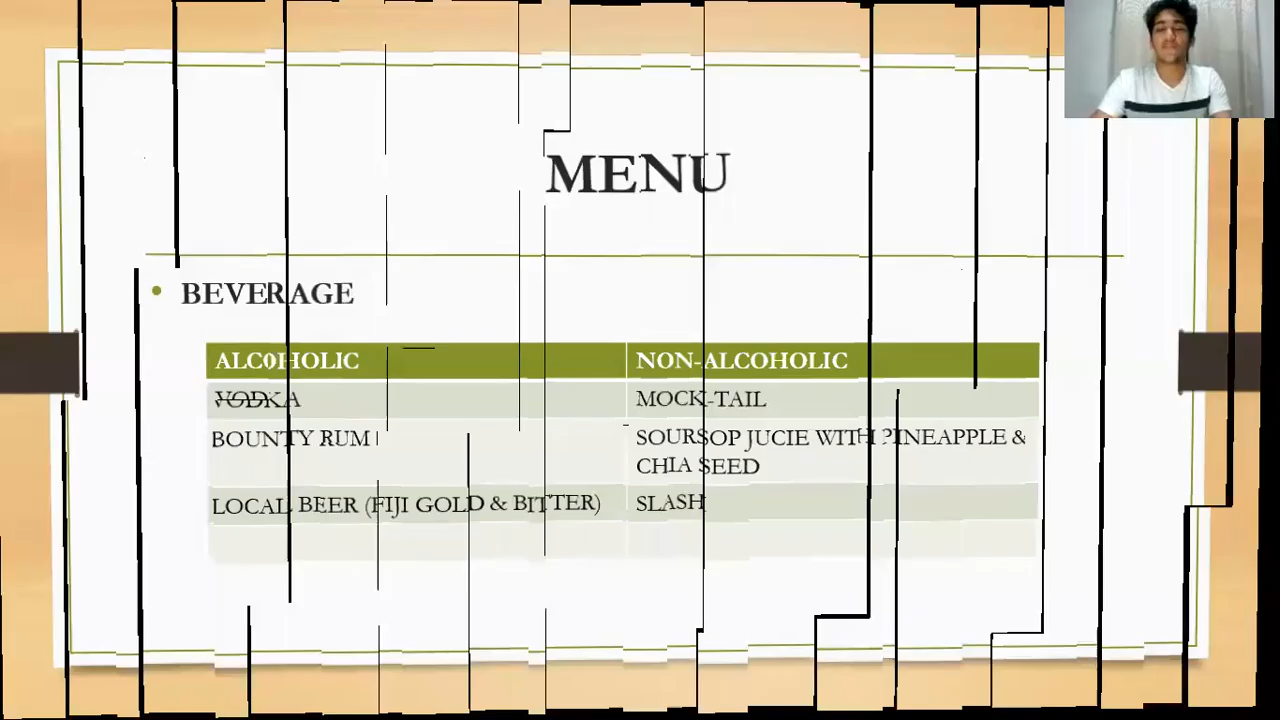 MENU
• BEVERAGE
ALC0HOLIC NON-ALCOHOLIC
VODKA MOCK-TAIL
BOUNTY RUM SOURSOP JUCIE WITH PINEAPPLE &
CHIA SEED
LOCAL BEER (FIJI GOLD & BITTER) SLASH